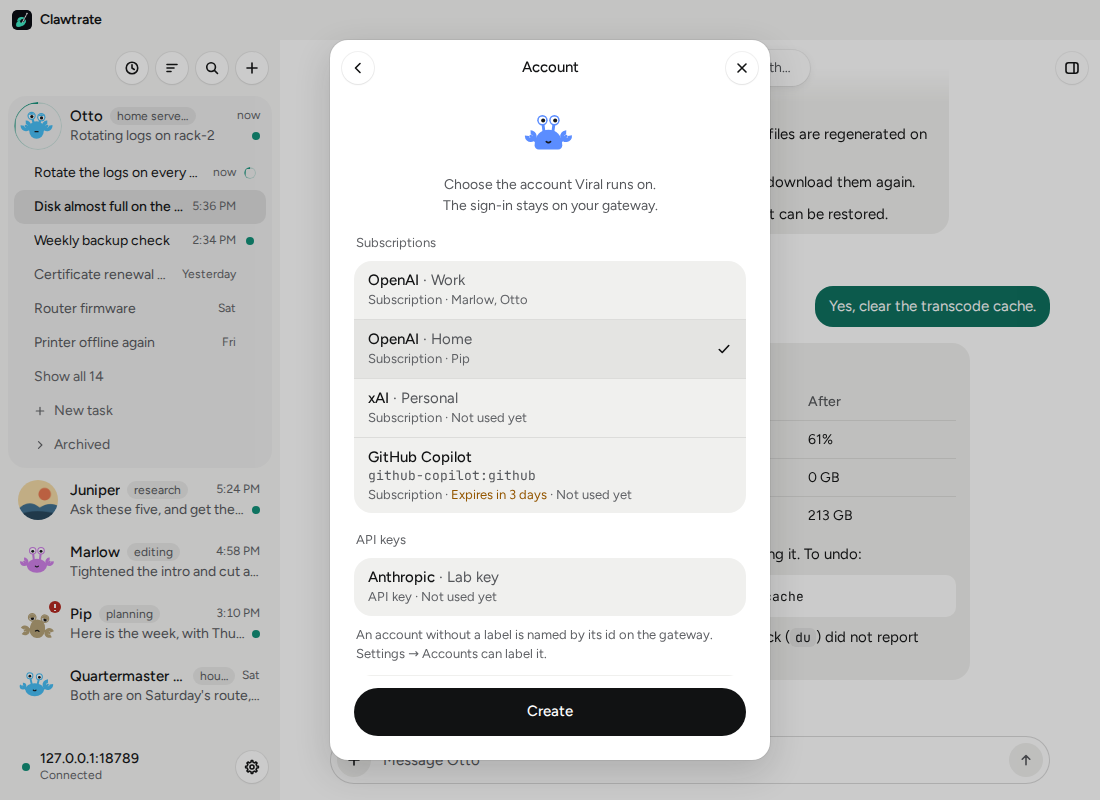 Clawtrate
Otto
home serve...
now
Rotating logs on rack-2
Rotate the logs on every ...
now
Disk almost full on the ...
5:36 PM
Weekly backup check
2:34 PM
Certificate renewal ...
Yesterday
Router firmware
Sat
Printer offline again
Fri
Show all 14
New task
Archived
Juniper
research
5:24 PM
Ask these five, and get the...
Marlow
editing
4:58 PM
Tightened the intro and cut a...
Pip
planning
3:10 PM
Here is the week, with Thu...
Quartermaster ...
hou...
Sat
Both are on Saturday's route,...
127.0.0.1:18789
Connected
Account
Choose the account Viral runs on.
The sign-in stays on your gateway.
Subscriptions
OpenAI · Work
Subscription · Marlow, Otto
OpenAI · Home
Subscription · Pip
xAI · Personal
Subscription · Not used yet
GitHub Copilot
github-copilot:github
Subscription · Expires in 3 days · Not used yet
API keys
Anthropic · Lab key
API key · Not used yet
An account without a label is named by its id on the gateway.
Settings → Accounts can label it.
Create
th...
files are regenerated on
download them again.
t can be restored.
Yes, clear the transcode cache.
After
61%
0 GB
213 GB
ng it. To undo:
cache
ck ( du ) did not report
Message Otto